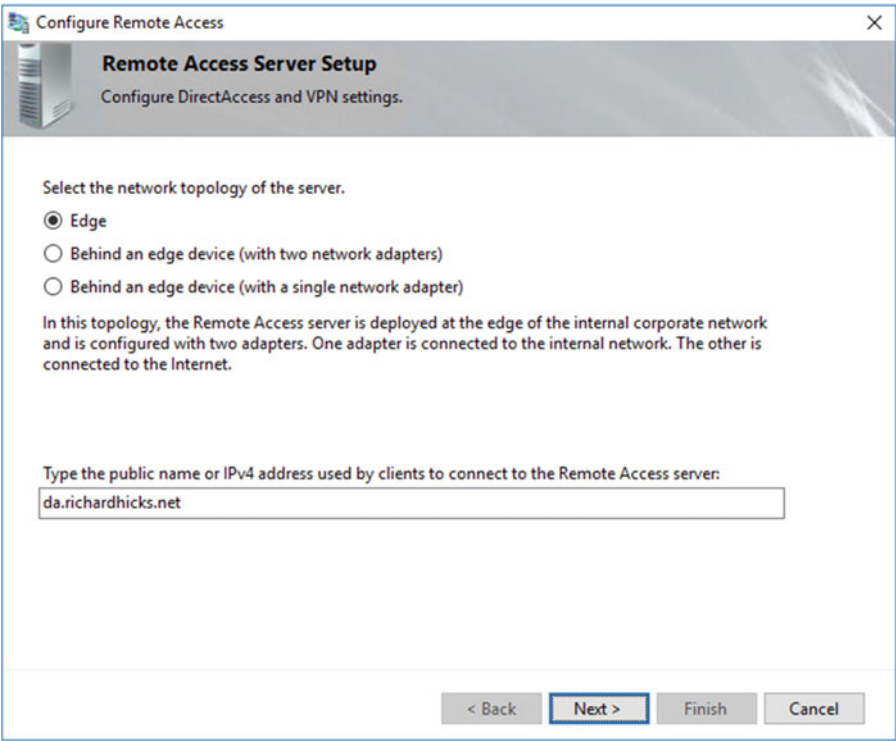 Configure Remote Access
Remote Access Server Setup
Configure DirectAccess and VPN settings.
Select the network topology of the server.
Edge
Behind an edge device (with two network adapters)
Behind an edge device (with a single network adapter)
In this topology, the Remote Access server is deployed at the edge of the internal corporate network
and is configured with two adapters. One adapter is connected to the internal network. The other is
connected to the Internet.
Type the public name or IPv4 address used by clients to connect to the Remote Access server:
da.richardhicks.net
< Back Next > Finish Cancel